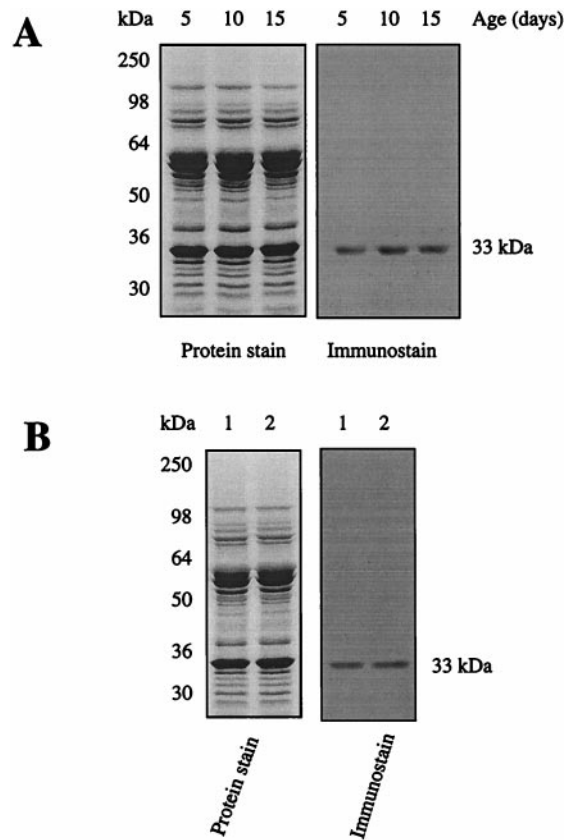 A
kDa 5 10 15 5 10 15 Age (days)
250
98
64
50
36
30
33 kDa
Protein stain Immunostain
B
kDa 1 2 1 2
250
98
64
50
36
30
33 kDa
Protein stain
Immunostain